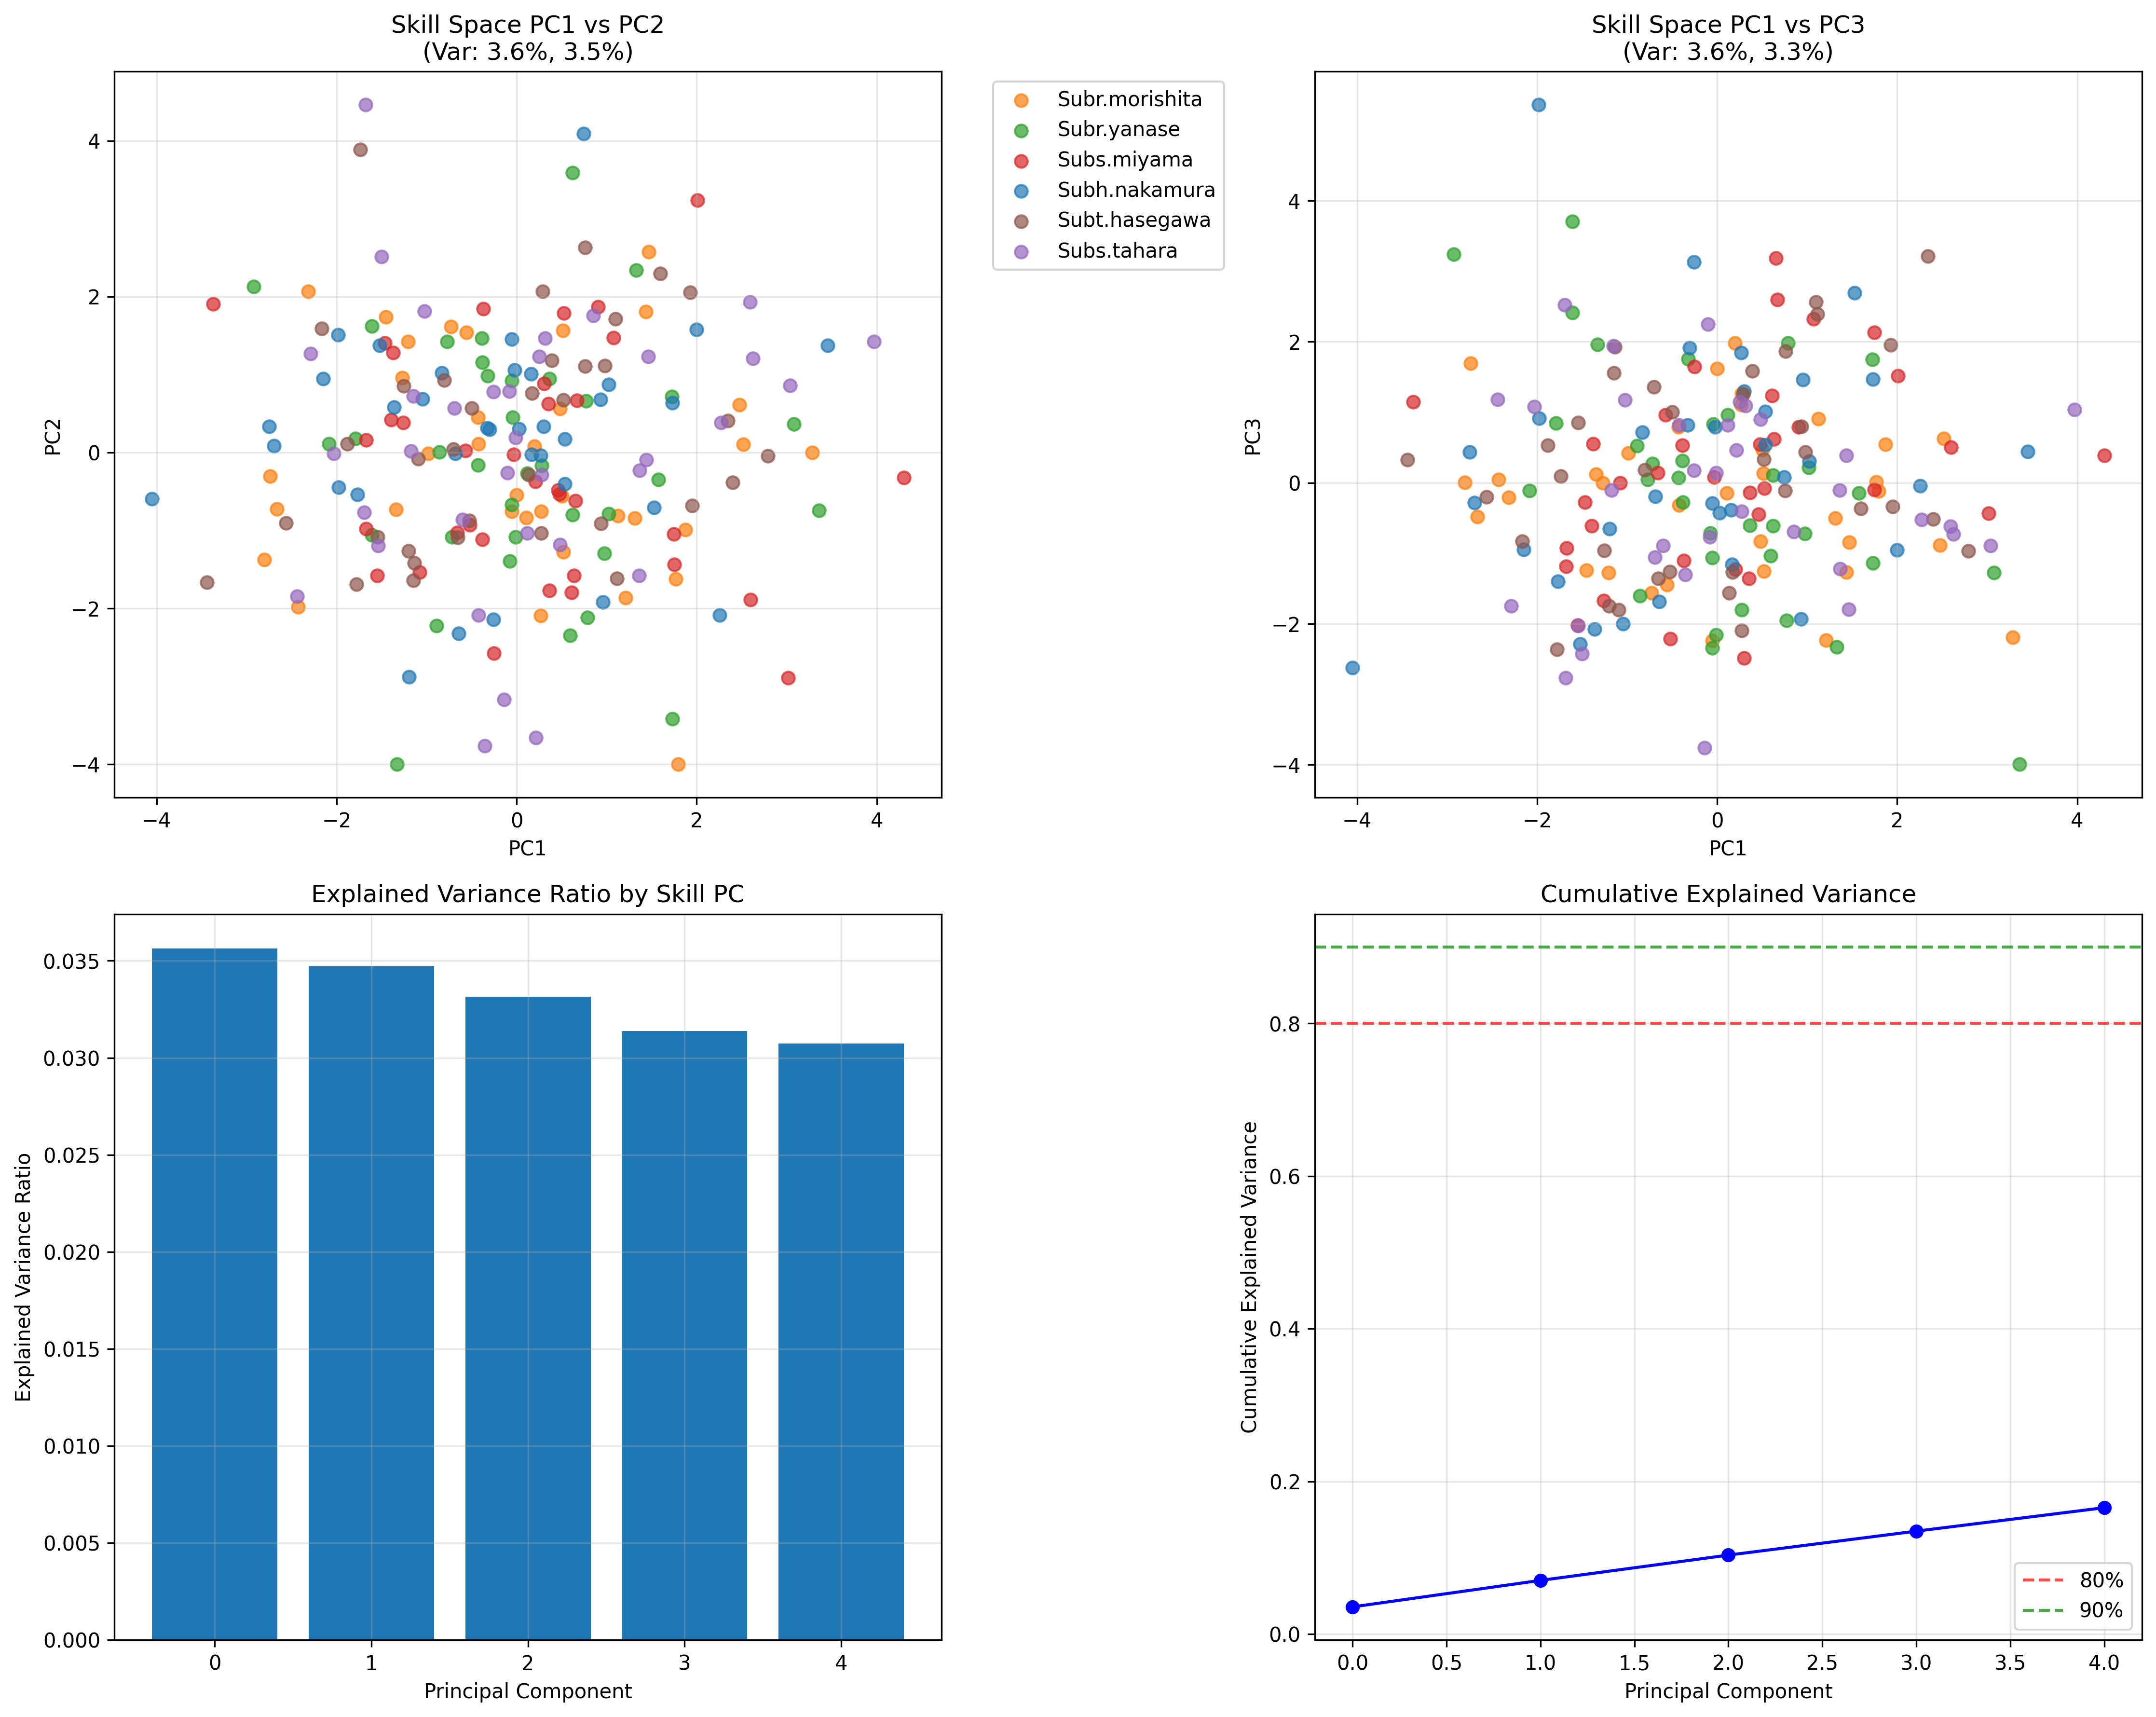 Skill Space PC1 vs PC2
(Var: 3.6%, 3.5%)
4
2
0
−2
−4
PC2
−4
−2
0
2
4
PC1
Subr.morishita
Subr.yanase
Subs.miyama
Subh.nakamura
Subt.hasegawa
Subs.tahara
Skill Space PC1 vs PC3
(Var: 3.6%, 3.3%)
4
2
0
−2
−4
PC3
−4
−2
0
2
4
PC1
Explained Variance Ratio by Skill PC
0.035
0.030
0.025
0.020
0.015
0.010
0.005
0.000
Explained Variance Ratio
0
1
2
3
4
Principal Component
Cumulative Explained Variance
0.8
0.6
0.4
0.2
0.0
Cumulative Explained Variance
80%
90%
0.0
0.5
1.0
1.5
2.0
2.5
3.0
3.5
4.0
Principal Component